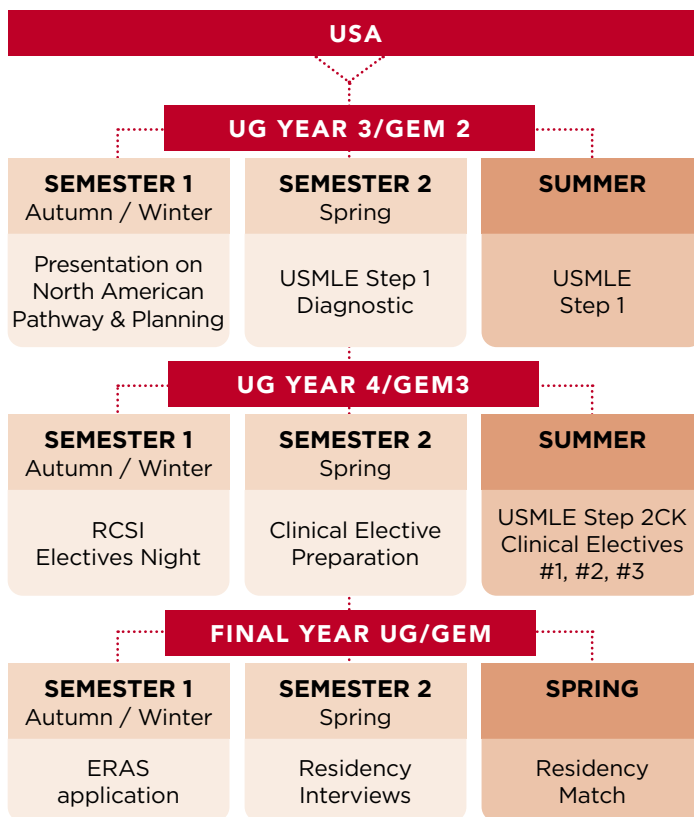 USA
UG YEAR 3/GEM 2
SEMESTER 1
Autumn / Winter
Presentation on
North American
Pathway & Planning
SEMESTER 2
Spring
USMLE Step 1
Diagnostic
SUMMER
USMLE
Step 1
UG YEAR 4/GEM3
SEMESTER 1
Autumn / Winter
RCSI
Electives Night
SEMESTER 2
Spring
Clinical Elective
Preparation
SUMMER
USMLE Step 2CK
Clinical Electives
#1, #2, #3
FINAL YEAR UG/GEM
SEMESTER 1
Autumn / Winter
ERAS
application
SEMESTER 2
Spring
Residency
Interviews
SPRING
Residency
Match